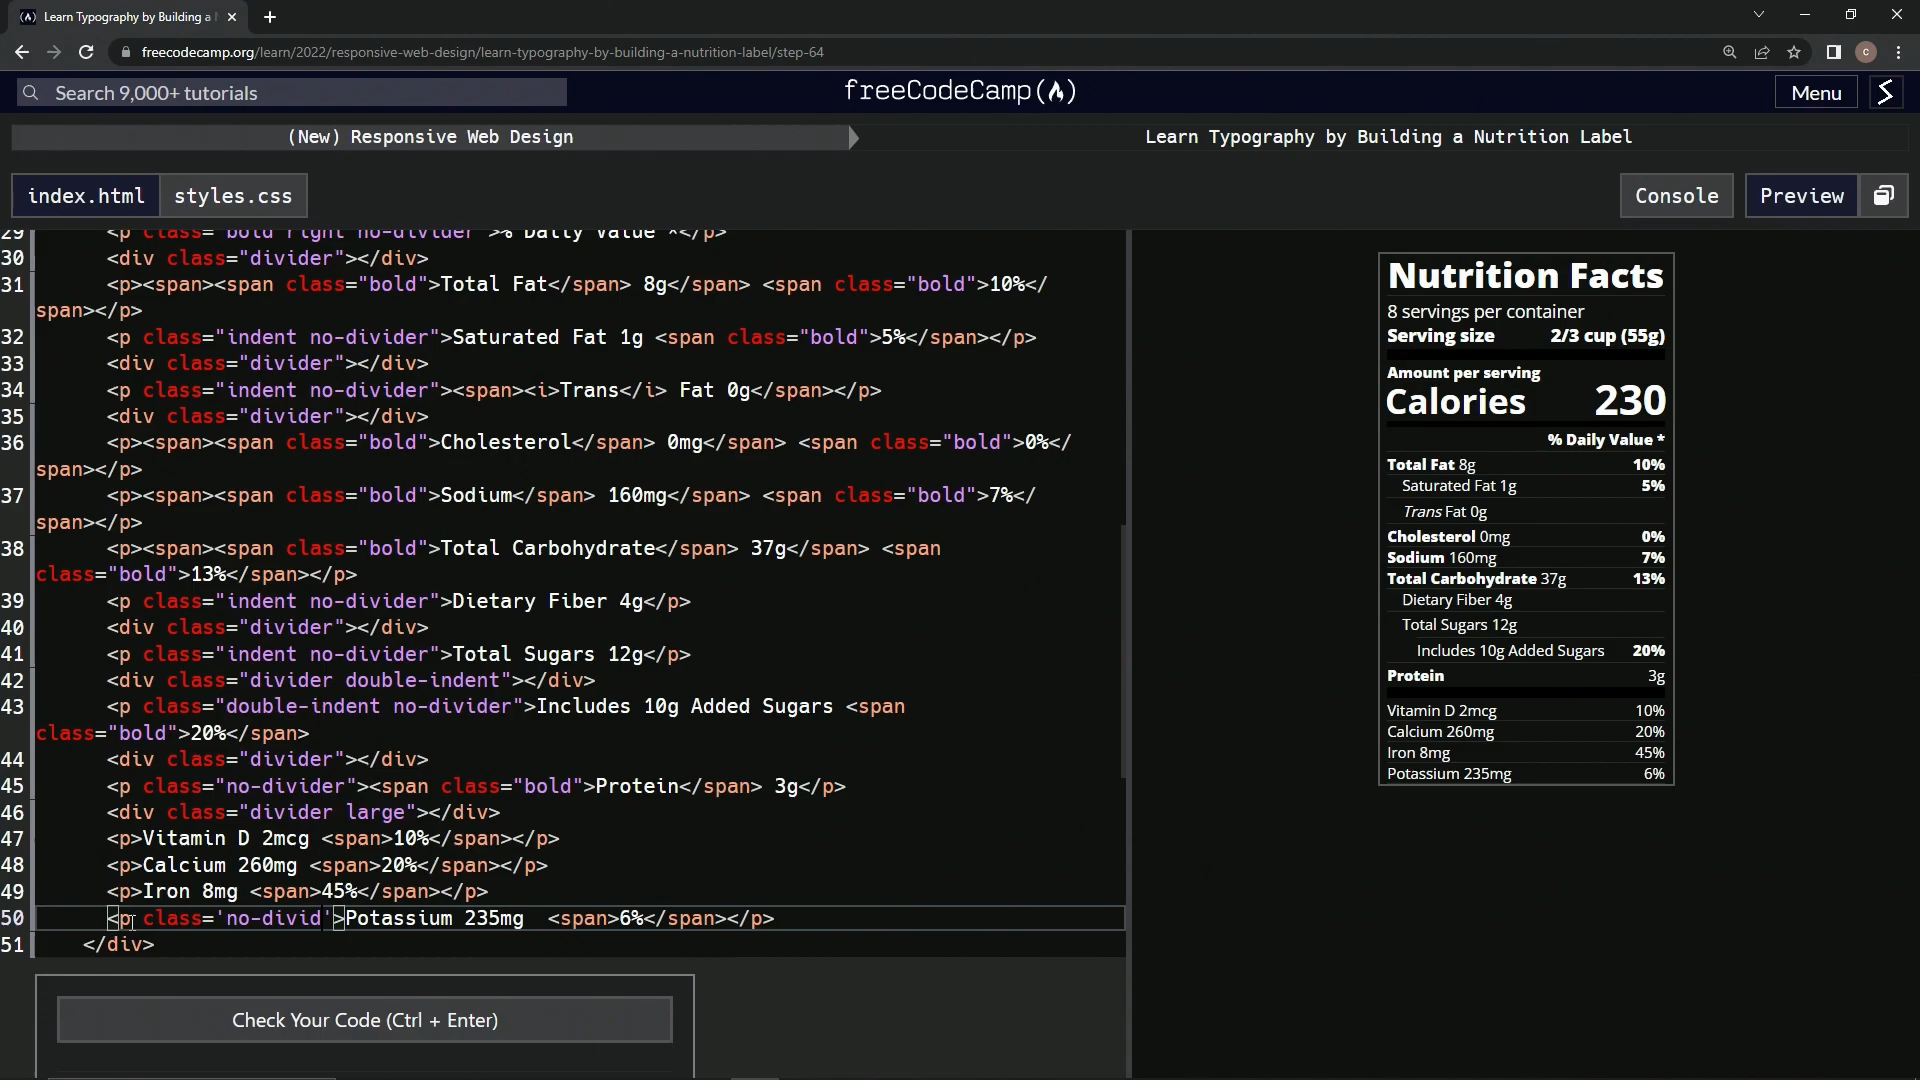 Learn Typography by Building a
freecodecamp.org/learn/2022/responsive-web-design/learn-typography-by-building-a-nutrition-label/step-64
c
Search 9,000+ tutorials
freeCodeCamp(🔥)
Menu
(New) Responsive Web Design
Learn Typography by Building a Nutrition Label
index.html
styles.css
Console
Preview
29 <p class="bold right no-divider">% Daily Value *</p>
30 <div class="divider"></div>
31 <p><span><span class="bold">Total Fat</span> 8g</span> <span class="bold">10%</
span></p>
32 <p class="indent no-divider">Saturated Fat 1g <span class="bold">5%</span></p>
33 <div class="divider"></div>
34 <p class="indent no-divider"><span><i>Trans</i> Fat 0g</span></p>
35 <div class="divider"></div>
36 <p><span><span class="bold">Cholesterol</span> 0mg</span> <span class="bold">0%</
span></p>
37 <p><span><span class="bold">Sodium</span> 160mg</span> <span class="bold">7%</
span></p>
38 <p><span><span class="bold">Total Carbohydrate</span> 37g</span> <span
class="bold">13%</span></p>
39 <p class="indent no-divider">Dietary Fiber 4g</p>
40 <div class="divider"></div>
41 <p class="indent no-divider">Total Sugars 12g</p>
42 <div class="divider double-indent"></div>
43 <p class="double-indent no-divider">Includes 10g Added Sugars <span
class="bold">20%</span>
44 <div class="divider"></div>
45 <p class="no-divider"><span class="bold">Protein</span> 3g</p>
46 <div class="divider large"></div>
47 <p>Vitamin D 2mcg <span>10%</span></p>
48 <p>Calcium 260mg <span>20%</span></p>
49 <p>Iron 8mg <span>45%</span></p>
50 <p class='no-divid'>Potassium 235mg  <span>6%</span></p>
51 </div>
Check Your Code (Ctrl + Enter)
Nutrition Facts
8 servings per container
Serving size 2/3 cup (55g)
Amount per serving
Calories 230
% Daily Value *
Total Fat 8g 10%
Saturated Fat 1g 5%
Trans Fat 0g
Cholesterol 0mg 0%
Sodium 160mg 7%
Total Carbohydrate 37g 13%
Dietary Fiber 4g
Total Sugars 12g
Includes 10g Added Sugars 20%
Protein 3g
Vitamin D 2mcg 10%
Calcium 260mg 20%
Iron 8mg 45%
Potassium 235mg 6%